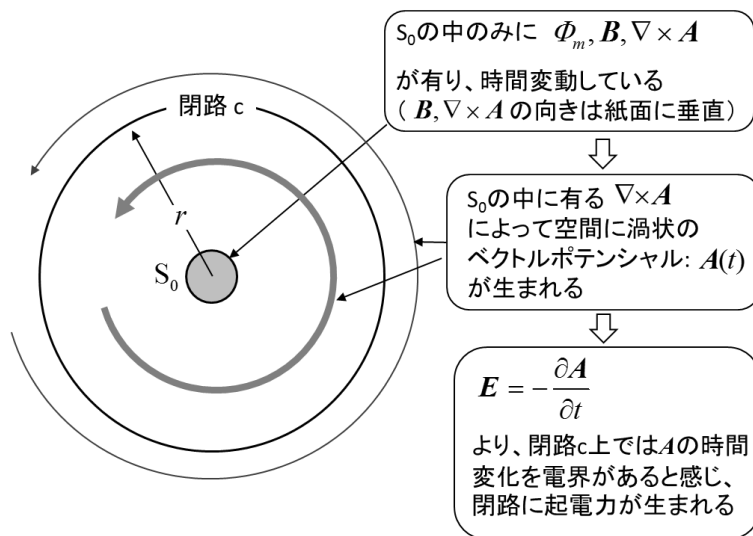 閉路 c
r
S₀
S₀の中のみに Φₘ, B, ∇ × A
が有り、時間変動している
( B, ∇ × A の向きは紙面に垂直)
S₀の中に有る ∇×A
によって空間に渦状の
ベクトルポテンシャル: A(t)
が生まれる
E = −∂A/∂t
より、閉路c上ではAの時間
変化を電界があると感じ、
閉路に起電力が生まれる